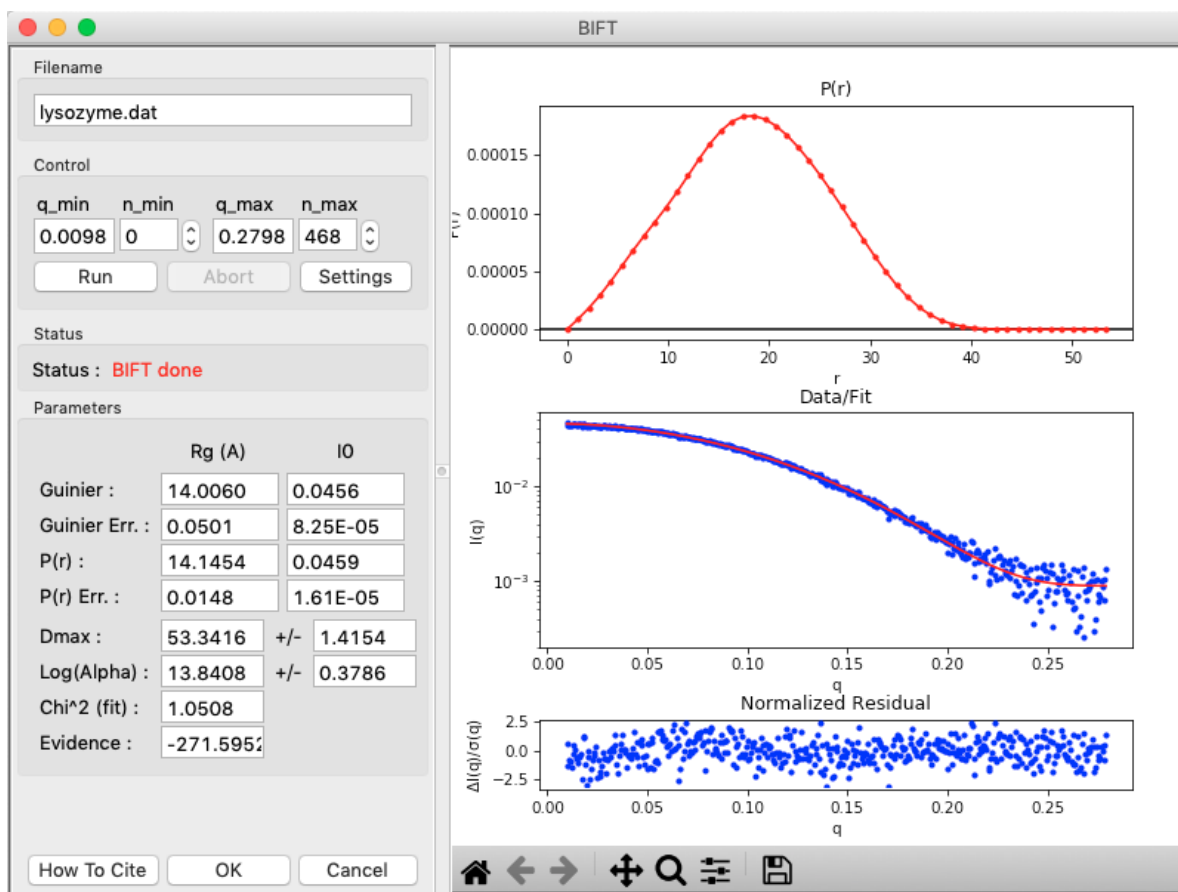 BIFT
Filename
lysozyme.dat
Control
q_min n_min q_max n_max
0.0098 0 0.2798 468
Run Abort Settings
Status
Status : BIFT done
Parameters
Rg (A) I0
Guinier : 14.0060 0.0456
Guinier Err. : 0.0501 8.25E-05
P(r) : 14.1454 0.0459
P(r) Err. : 0.0148 1.61E-05
Dmax : 53.3416 +/- 1.4154
Log(Alpha) : 13.8408 +/- 0.3786
Chi^2 (fit) : 1.0508
Evidence : -271.5952
How To Cite OK Cancel
P(r)
P(r)
0.00015
0.00010
0.00005
0.00000
0 10 20 30 40 50
r
Data/Fit
I(q)
10⁻²
10⁻³
0.00 0.05 0.10 0.15 0.20 0.25
q
Normalized Residual
ΔI(q)/σ(q)
2.5
0.0
−2.5
0.00 0.05 0.10 0.15 0.20 0.25
q